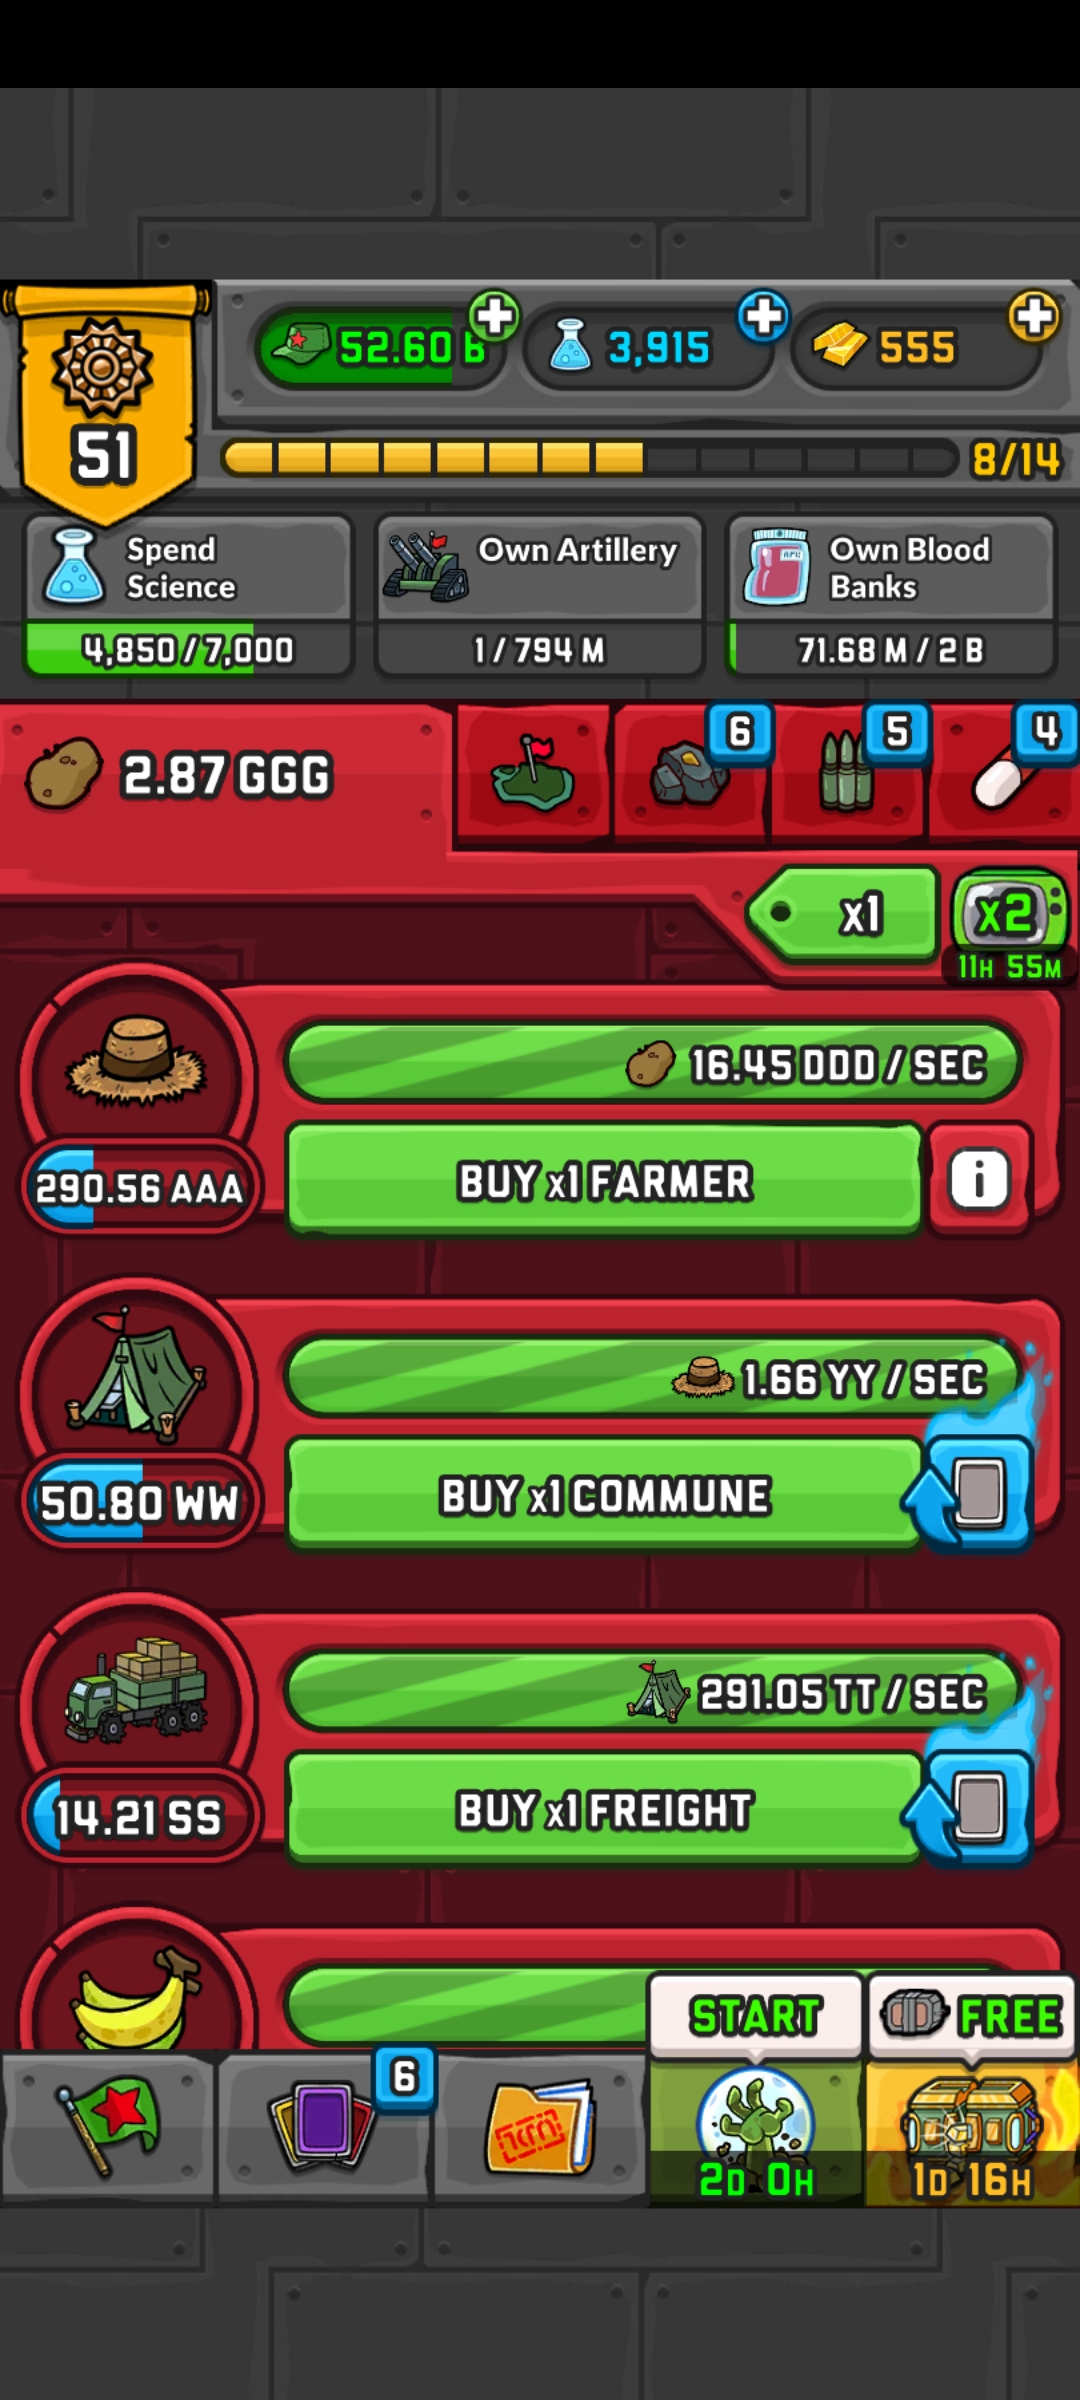 52.60 B
3,915
555
51
8/14
Spend
Science
4,850/7,000
Own Artillery
1/794 M
Own Blood
Banks
71.68 M/2 B
2.87 GGG
6
5
4
x1
x2
11H 55M
16.45 DDD/SEC
290.56 AAA
BUY x1 FARMER
i
1.66 YY/SEC
50.80 WW
BUY x1 COMMUNE
291.05 TT/SEC
14.21 SS
BUY x1 FREIGHT
START
FREE
6
2D 0H
1D 16H